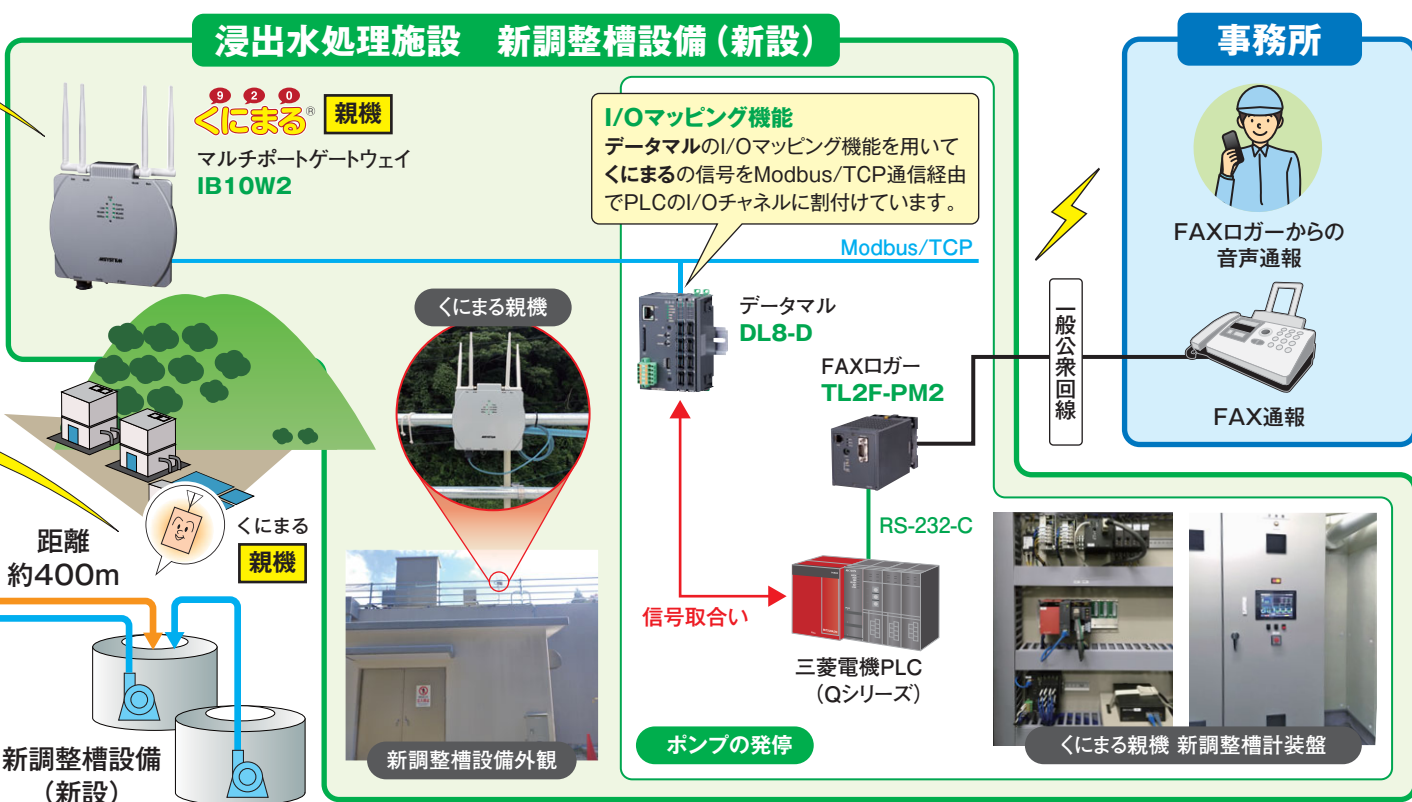 浸出水処理施設　新調整槽設備（新設）
事務所
9 2 0
くにまる®
親機
マルチポートゲートウェイ
IB10W2
I/Oマッピング機能
データマルのI/Oマッピング機能を用いて
くにまるの信号をModbus/TCP通信経由
でPLCのI/Oチャネルに割付けています。
Modbus/TCP
FAXロガーからの
音声通報
一般公衆回線
FAX通報
くにまる親機
データマル
DL8-D
FAXロガー
TL2F-PM2
RS-232-C
信号取合い
三菱電機PLC
（Qシリーズ）
距離
約400m
くにまる
親機
新調整槽設備
（新設）
新調整槽設備外観
ポンプの発停
くにまる親機 新調整槽計装盤